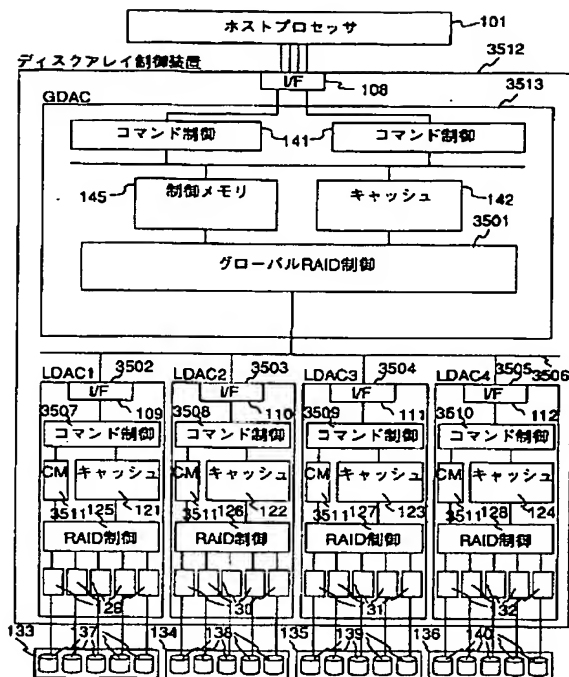 ホストプロセッサ
101
ディスクアレイ制御装置
3512
I/F
108
GDAC
3513
コマンド制御
141
コマンド制御
145
制御メモリ
キャッシュ
142
3501
グローバルRAID制御
LDAC1
3502
LDAC2
3503
LDAC3
3504
LDAC4
3505
3506
I/F
I/F
I/F
I/F
3507
109
3508
110
3509
111
3510
112
コマンド制御
コマンド制御
コマンド制御
コマンド制御
CM
キャッシュ
CM
キャッシュ
CM
キャッシュ
CM
キャッシュ
3511
125
121
3511
126
122
3511
127
123
3511
128
124
RAID制御
RAID制御
RAID制御
RAID制御
30
31
32
133
137
134
138
135
139
136
140